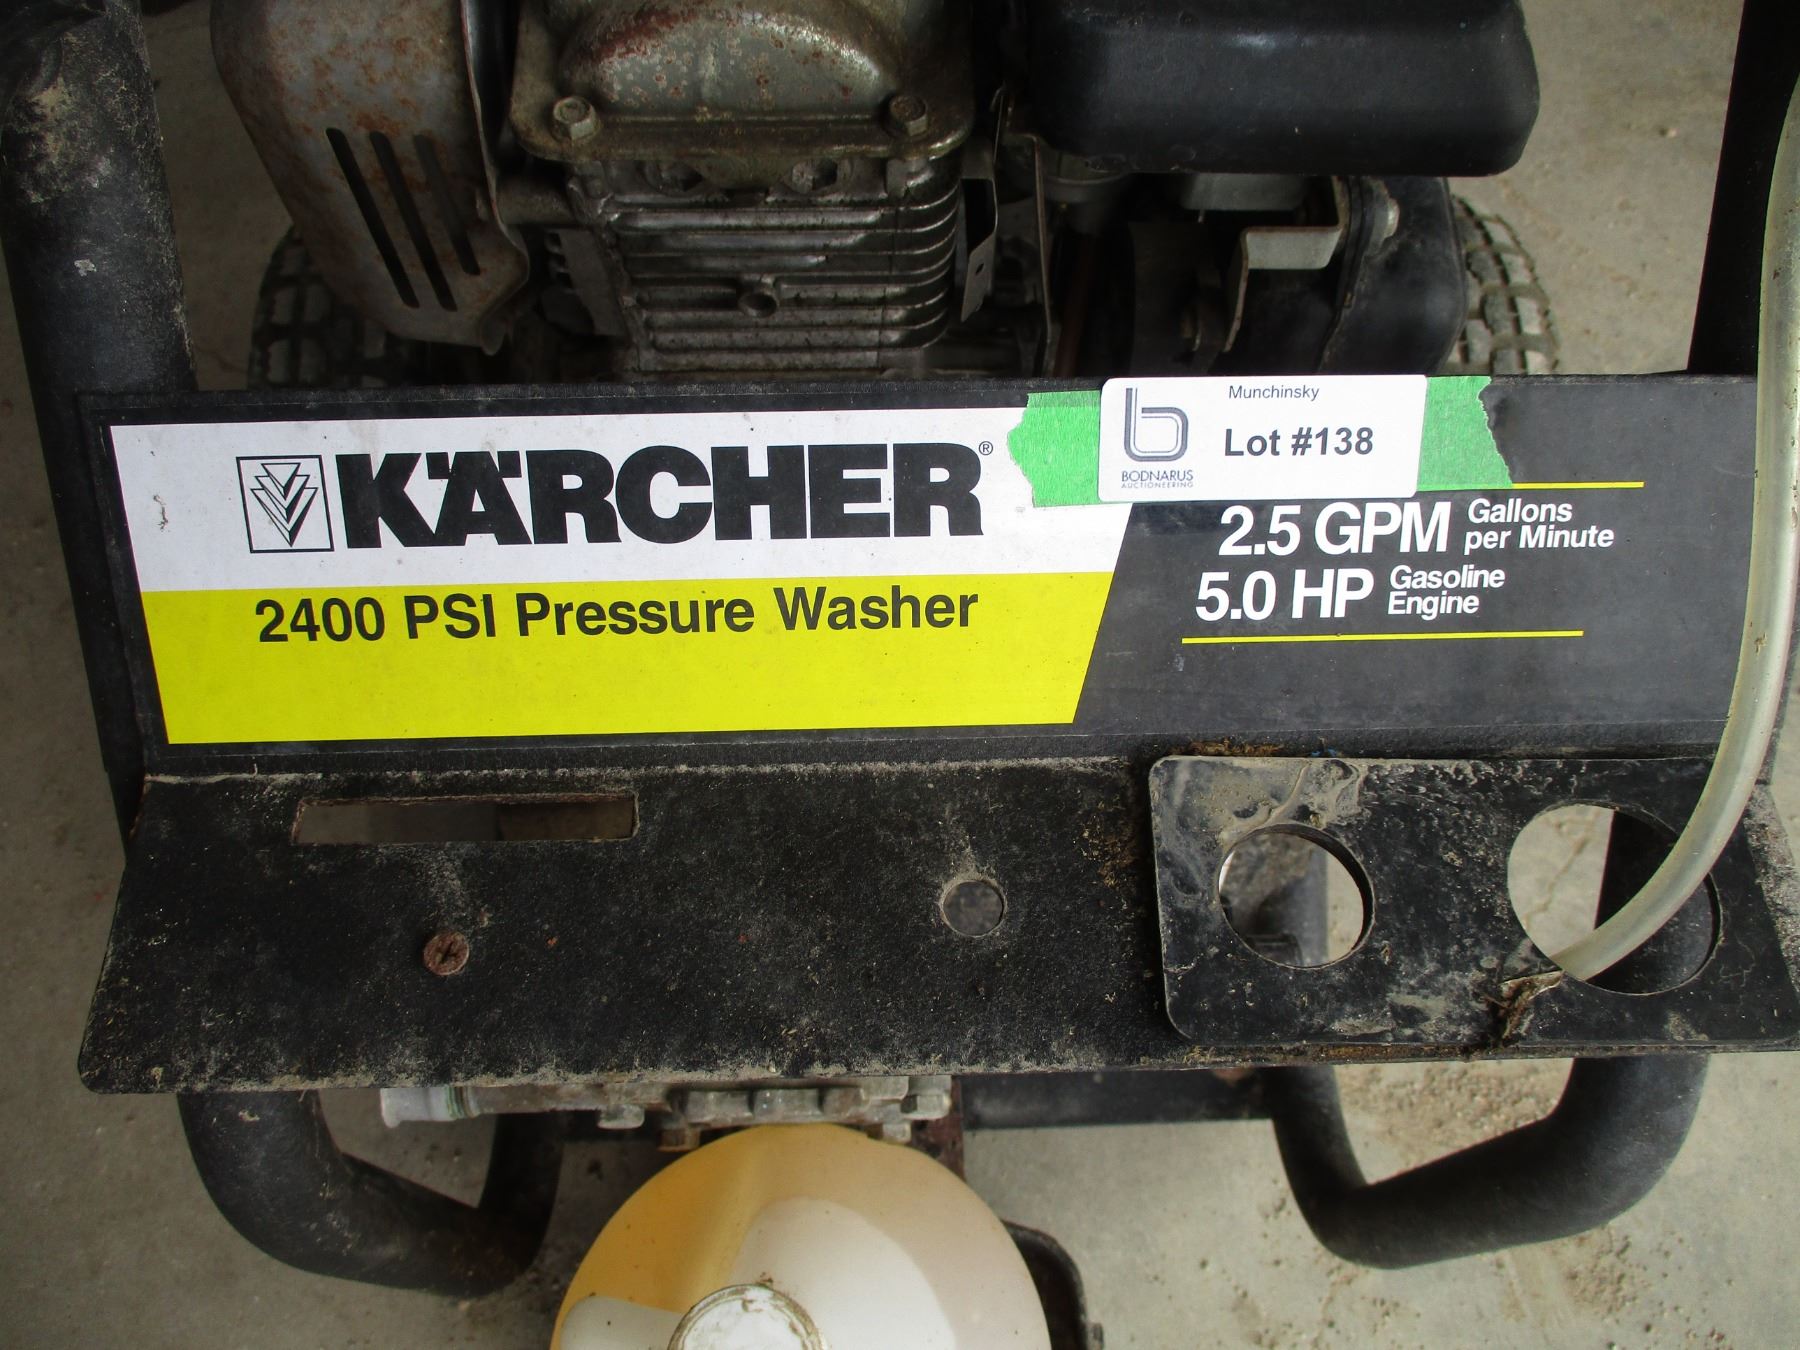 KÄRCHER®
2400 PSI Pressure Washer
Munchinsky
Lot #138
BODNARUS
AUCTIONEERING
2.5 GPM Gallons
per Minute
5.0 HP Gasoline
Engine